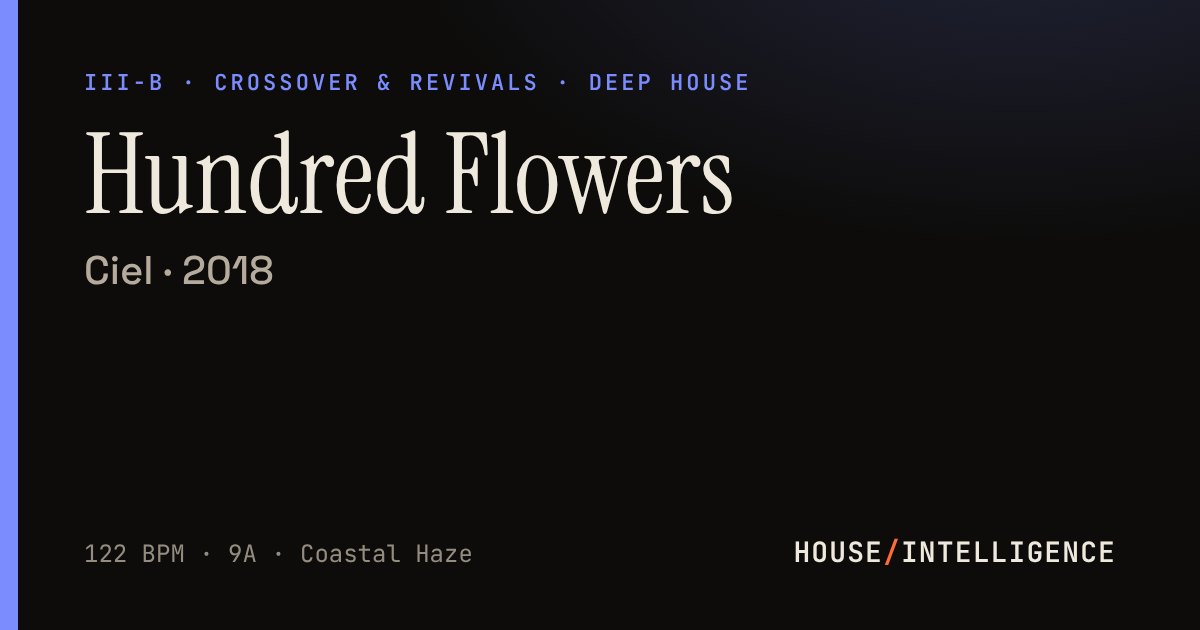 III-B · CROSSOVER & REVIVALS · DEEP HOUSE
Hundred Flowers
Ciel · 2018
122 BPM · 9A · Coastal Haze
HOUSE/INTELLIGENCE